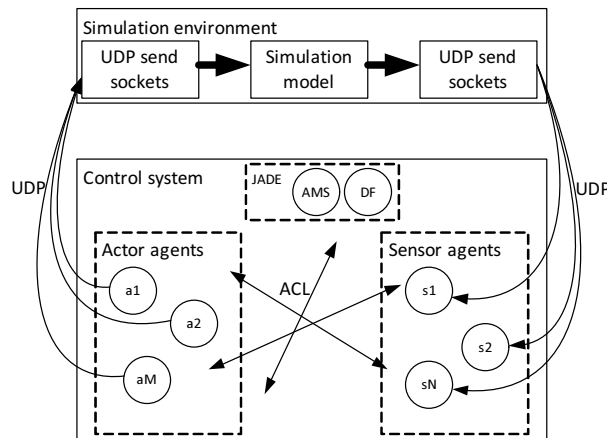 Simulation environment
UDP send
sockets
Simulation
model
UDP send
sockets
UDP
UDP
Control system
JADE
AMS
DF
Actor agents
Sensor agents
a1
a2
aM
ACL
s1
s2
sN